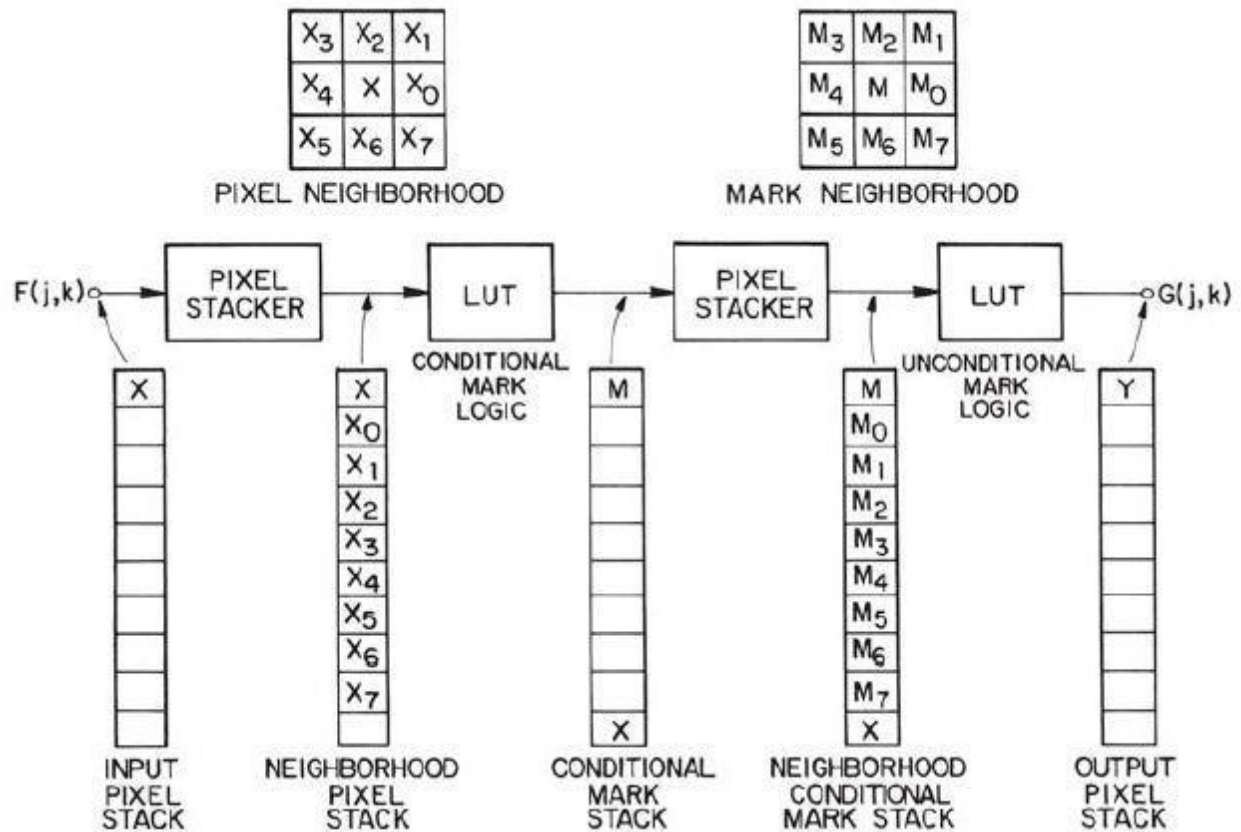 X₃ X₂ X₁
X₄ X X₀
X₅ X₆ X₇
PIXEL NEIGHBORHOOD
M₃ M₂ M₁
M₄ M M₀
M₅ M₆ M₇
MARK NEIGHBORHOOD
F(j,k)
PIXEL
STACKER
LUT
CONDITIONAL
MARK
LOGIC
PIXEL
STACKER
LUT
UNCONDITIONAL
MARK
LOGIC
G(j,k)
X
INPUT
PIXEL
STACK
X
X₀
X₁
X₂
X₃
X₄
X₅
X₆
X₇
NEIGHBORHOOD
PIXEL
STACK
M
X
CONDITIONAL
MARK
STACK
M
M₀
M₁
M₂
M₃
M₄
M₅
M₆
M₇
X
NEIGHBORHOOD
CONDITIONAL
MARK STACK
Y
OUTPUT
PIXEL
STACK